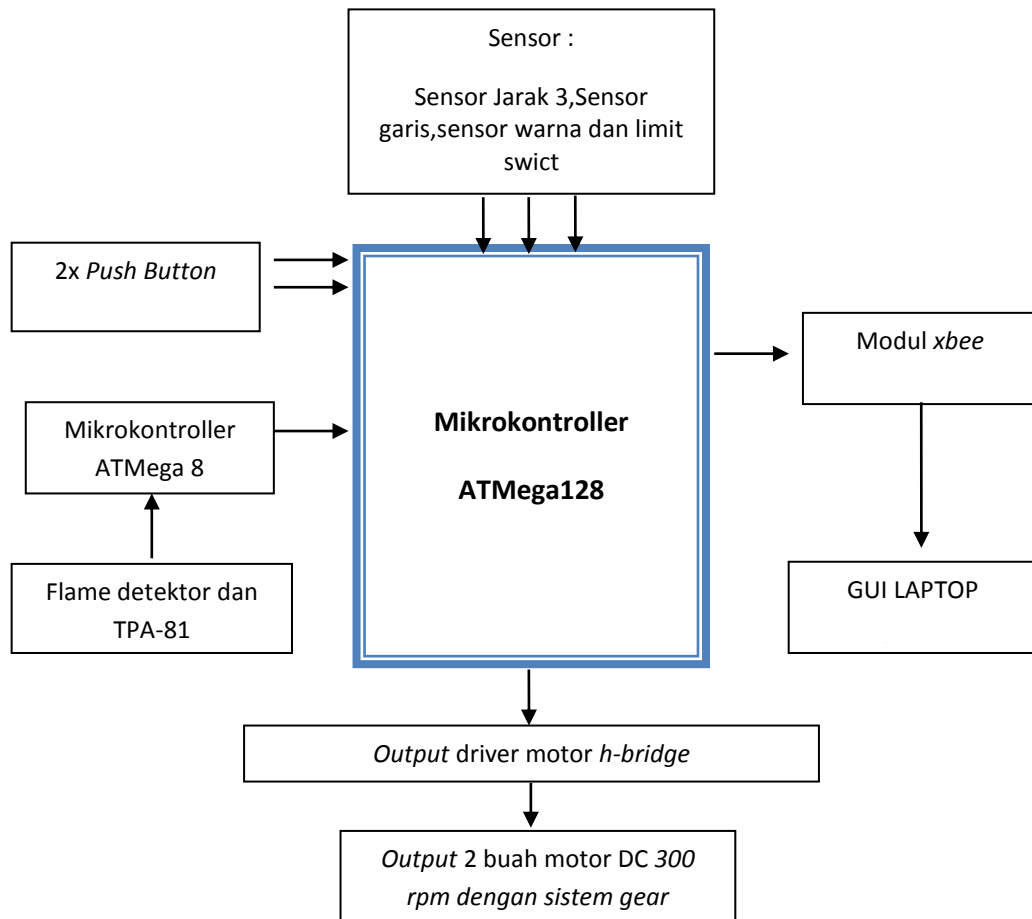 Sensor :
Sensor Jarak 3,Sensor
garis,sensor warna dan limit
swict
2x Push Button
Modul xbee
Mikrokontroller
ATMega 8
Mikrokontroller
ATMega128
Flame detektor dan
TPA-81
GUI LAPTOP
Output driver motor h-bridge
Output 2 buah motor DC 300
rpm dengan sistem gear